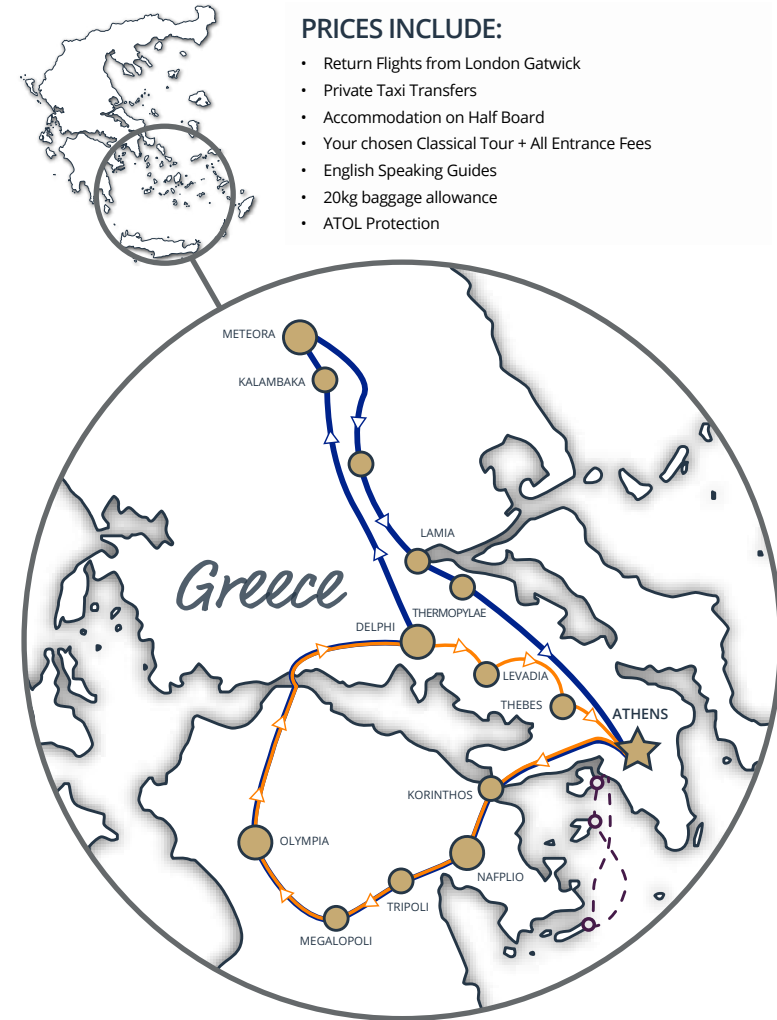 PRICES INCLUDE:
• Return Flights from London Gatwick
• Private Taxi Transfers
• Accommodation on Half Board
• Your chosen Classical Tour + All Entrance Fees
• English Speaking Guides
• 20kg baggage allowance
• ATOL Protection
METEORA
KALAMBAKA
LAMIA
Greece
THERMOPYLAE
DELPHI
LEVADIA
THEBES
ATHENS
KORINTHOS
OLYMPIA
NAFPLIO
TRIPOLI
MEGALOPOLI